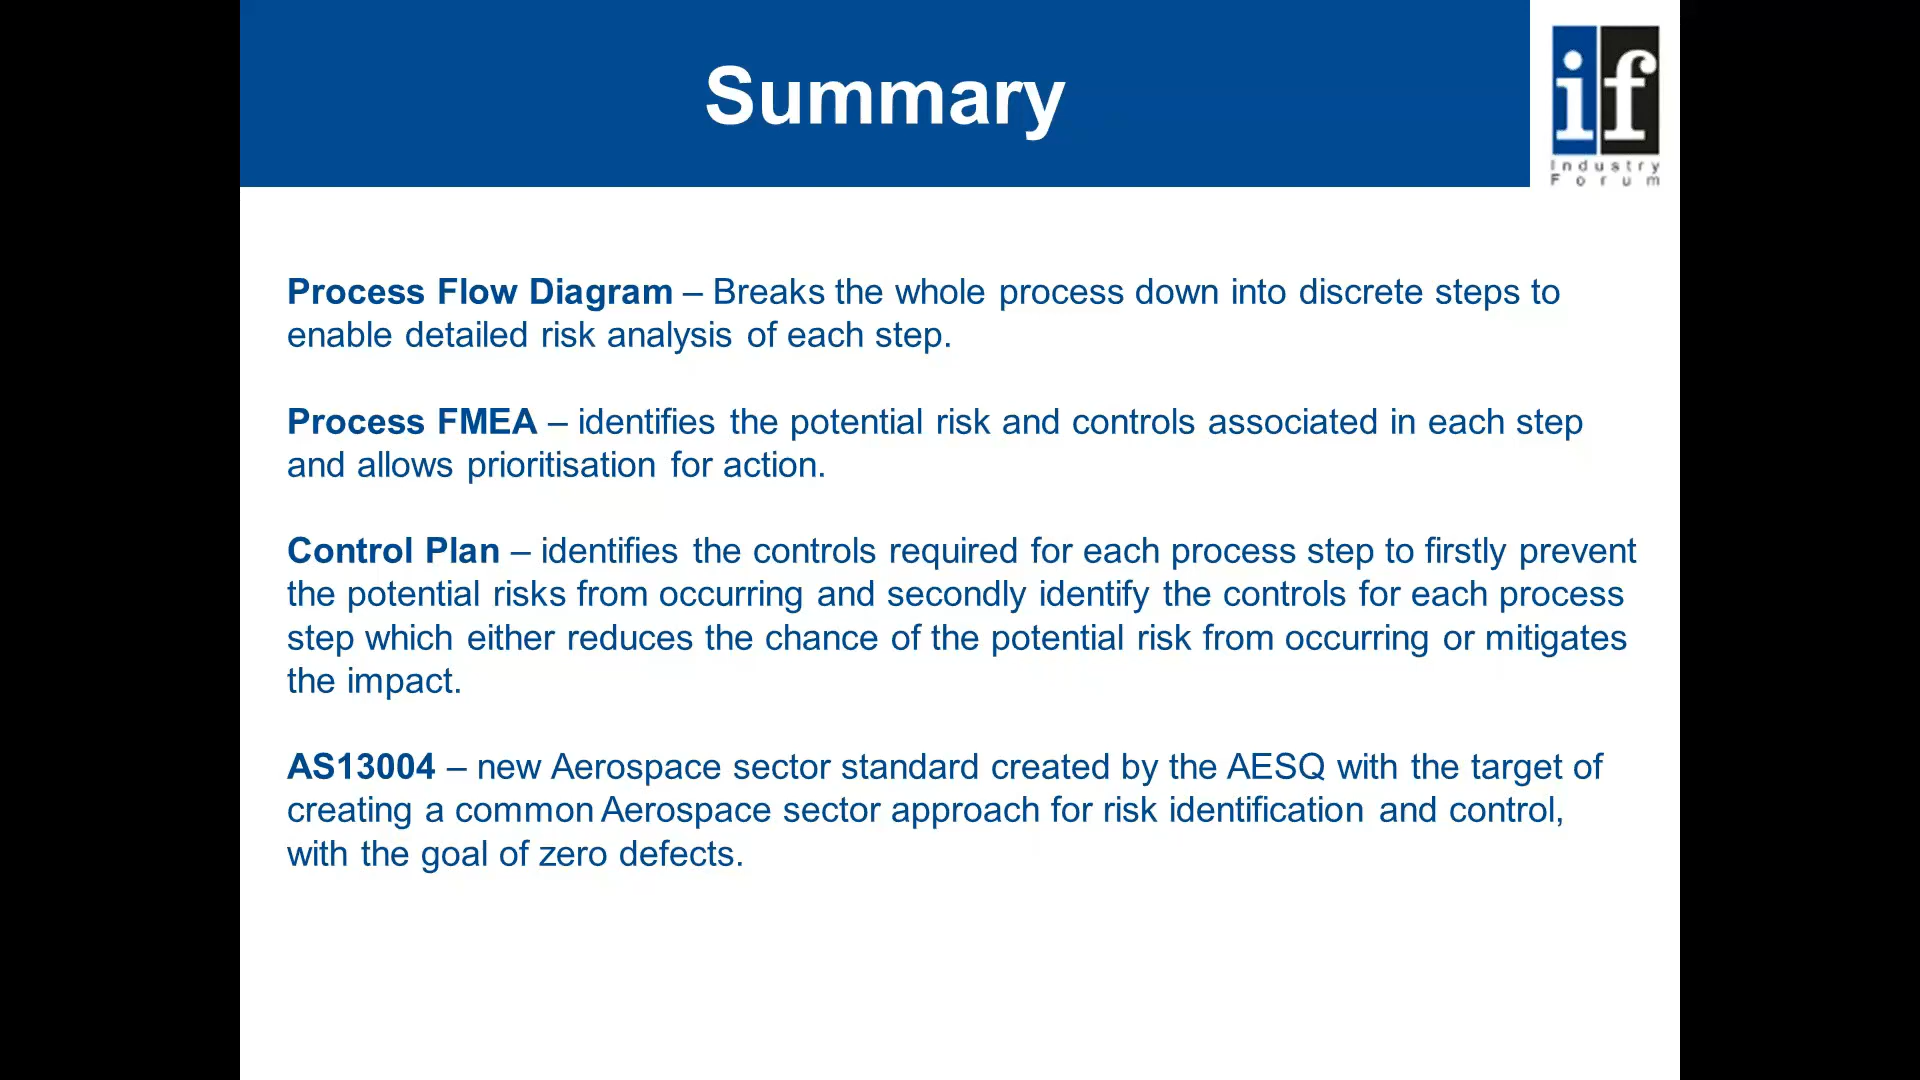 Summary
if
Industry
Forum
Process Flow Diagram – Breaks the whole process down into discrete steps to
enable detailed risk analysis of each step.
Process FMEA – identifies the potential risk and controls associated in each step
and allows prioritisation for action.
Control Plan – identifies the controls required for each process step to firstly prevent
the potential risks from occurring and secondly identify the controls for each process
step which either reduces the chance of the potential risk from occurring or mitigates
the impact.
AS13004 – new Aerospace sector standard created by the AESQ with the target of
creating a common Aerospace sector approach for risk identification and control,
with the goal of zero defects.